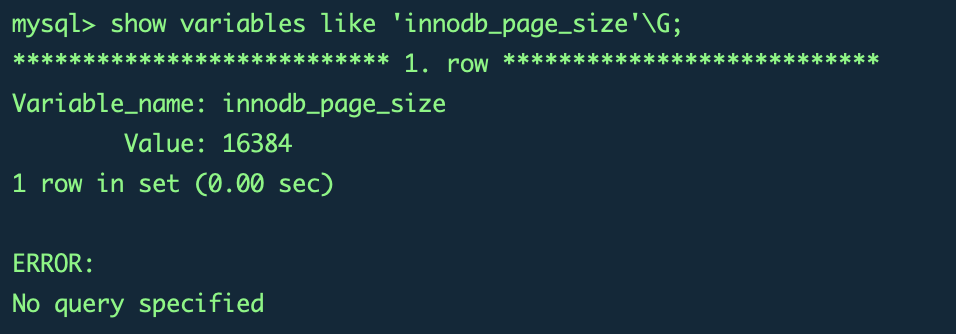 mysql> show variables like 'innodb_page_size'\G;
*************************** 1. row ***************************
Variable_name: innodb_page_size
        Value: 16384
1 row in set (0.00 sec)

ERROR:
No query specified